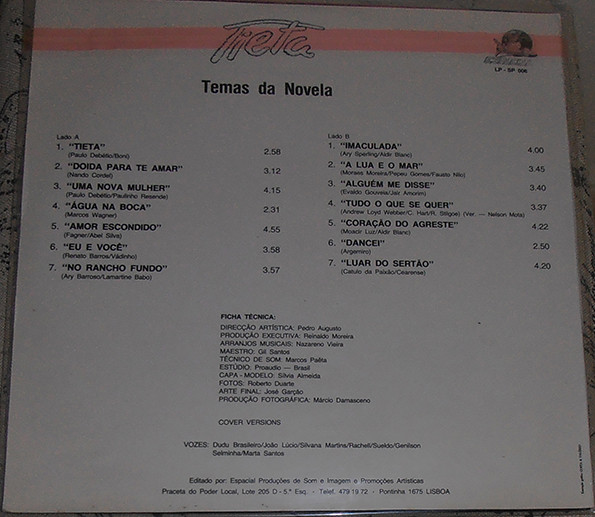 Tieta
LP - SP 006
Temas da Novela
Lado A
1. "TIETA" 2.58
(Paulo Debétio/Boni)
2. "DOIDA PARA TE AMAR" 3.12
(Nando Cordel)
3. "UMA NOVA MULHER" 4.15
(Paulo Debétio/Paulinho Resende)
4. "ÁGUA NA BOCA" 2.31
(Marcos Wagner)
5. "AMOR ESCONDIDO" 4.55
(Fagner/Abel Silva)
6. "EU E VOCÊ" 3.58
(Renato Barros/Vádinho)
7. "NO RANCHO FUNDO" 3.57
(Ary Barroso/Lamartine Babo)
Lado B
1. "IMACULADA" 4.00
(Ary Sperling/Aldir Blanc)
2. "A LUA E O MAR" 3.45
(Moraes Moreira/Pepeu Gomes/Fausto Nilo)
3. "ALGUÉM ME DISSE" 3.40
(Evaldo Gouveia/Jair Amorim)
4. "TUDO O QUE SE QUER" 3.37
(Andrew Loyd Webber/C. Hart/R. Stilgoe) (Ver. — Nelson Mota)
5. "CORAÇÃO DO AGRESTE" 4.22
(Moacir Luz/Aldir Blanc)
6. "DANCEI" 2.50
(Argemiro)
7. "LUAR DO SERTÃO" 4.20
(Catulo da Paixão/Cearense)
FICHA TÉCNICA:
DIRECÇÃO ARTÍSTICA: Pedro Augusto
PRODUÇÃO EXECUTIVA: Reinaldo Moreira
ARRANJOS MUSICAIS: Nazareno Vieira
MAESTRO: Gil Santos
TÉCNICO DE SOM: Marcos Palêta
ESTÚDIO: Proaudio — Brasil
CAPA - MODELO: Sílvia Almeida
FOTOS: Roberto Duarte
ARTE FINAL: José Garção
PRODUÇÃO FOTOGRÁFICA: Márcio Damasceno
COVER VERSIONS
VOZES: Dudu Brasileiro/João Lúcio/Silvana Martins/Rachell/Sueldo/Genilson
Selminha/Marta Santos
Editado por: Espacial Produções de Som e Imagem e Promoções Artísticas
Praceta do Poder Local, Lote 205 D - 5.º Esq. - Telef. 479 19 72 - Pontinha 1675 LISBOA